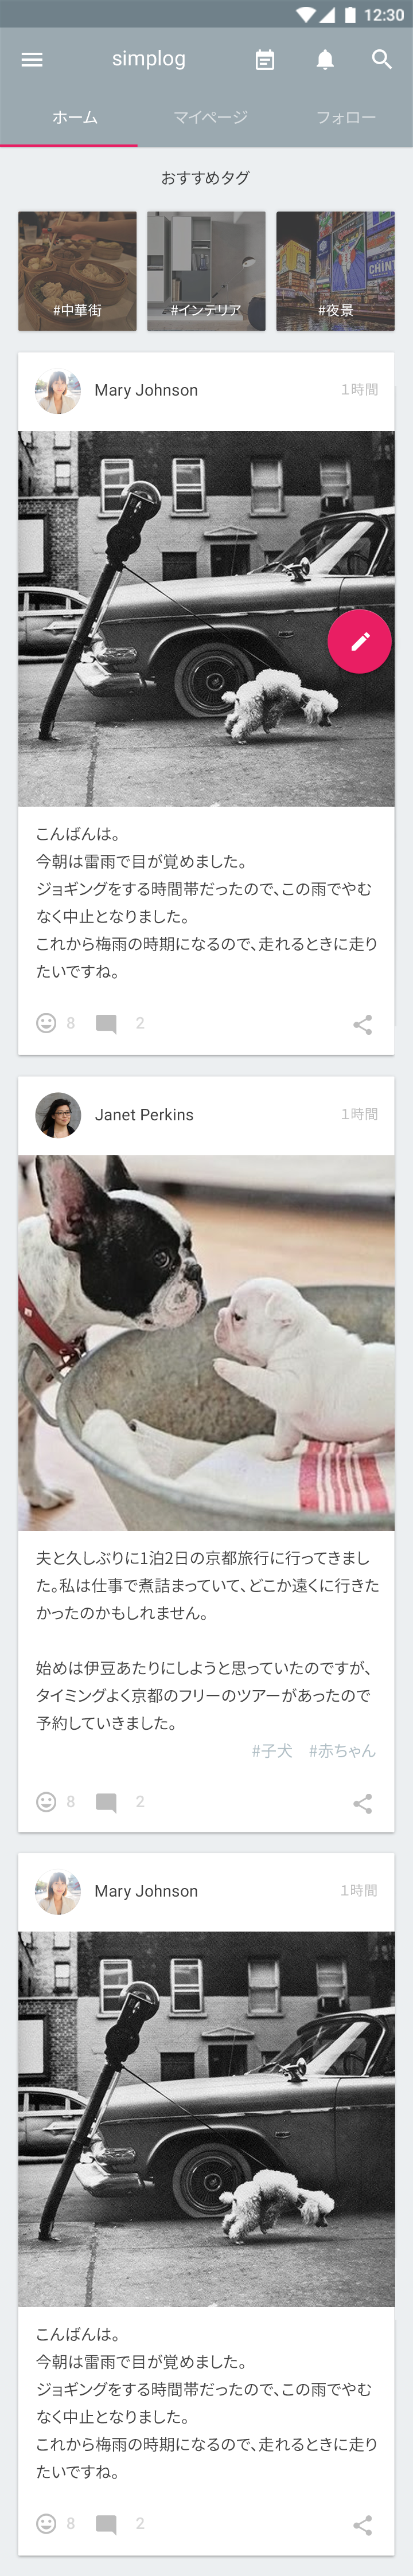 12:30
simplog
ホーム マイページ フォロー
おすすめタグ
#中華街 #インテリア #夜景
Mary Johnson 1時間
こんばんは。
今朝は雷雨で目が覚めました。
ジョギングをする時間帯だったので、この雨でやむ
なく中止となりました。
これから梅雨の時期になるので、走れるときに走り
たいですね。
8 2
Janet Perkins 1時間
夫と久しぶりに1泊2日の京都旅行に行ってきまし
た。私は仕事で煮詰まっていて、どこか遠くに行きた
かったのかもしれません。
始めは伊豆あたりにしようと思っていたのですが、
タイミングよく京都のフリーのツアーがあったので
予約していきました。
#子犬 #赤ちゃん
8 2
Mary Johnson 1時間
こんばんは。
今朝は雷雨で目が覚めました。
ジョギングをする時間帯だったので、この雨でやむ
なく中止となりました。
これから梅雨の時期になるので、走れるときに走り
たいですね。
8 2